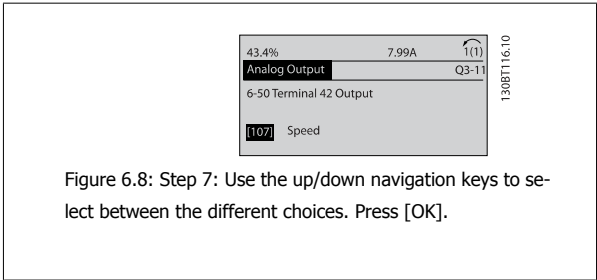 43.4% 7.99A 1(1)
Analog Output Q3-11
6-50 Terminal 42 Output
[107] Speed
130BT116.10
Figure 6.8: Step 7: Use the up/down navigation keys to se-
lect between the different choices. Press [OK].